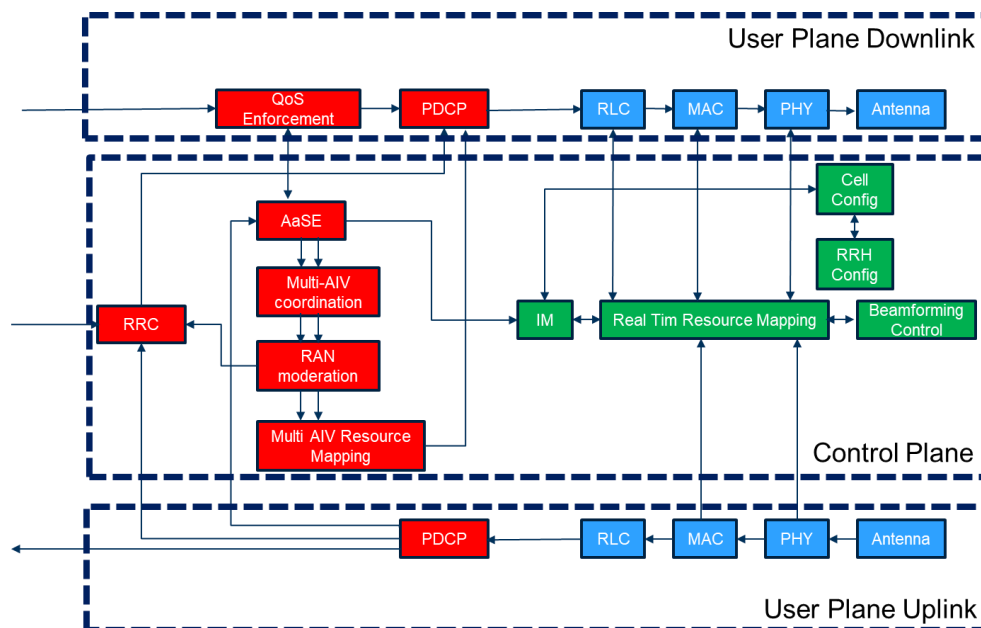 User Plane Downlink
QoS
Enforcement
PDCP
RLC
MAC
PHY
Antenna
Cell
Config
AaSE
RRH
Config
Multi-AIV
coordination
RRC
IM
Real Tim Resource Mapping
Beamforming
Control
RAN
moderation
Multi AIV Resource
Mapping
Control Plane
PDCP
RLC
MAC
PHY
Antenna
User Plane Uplink